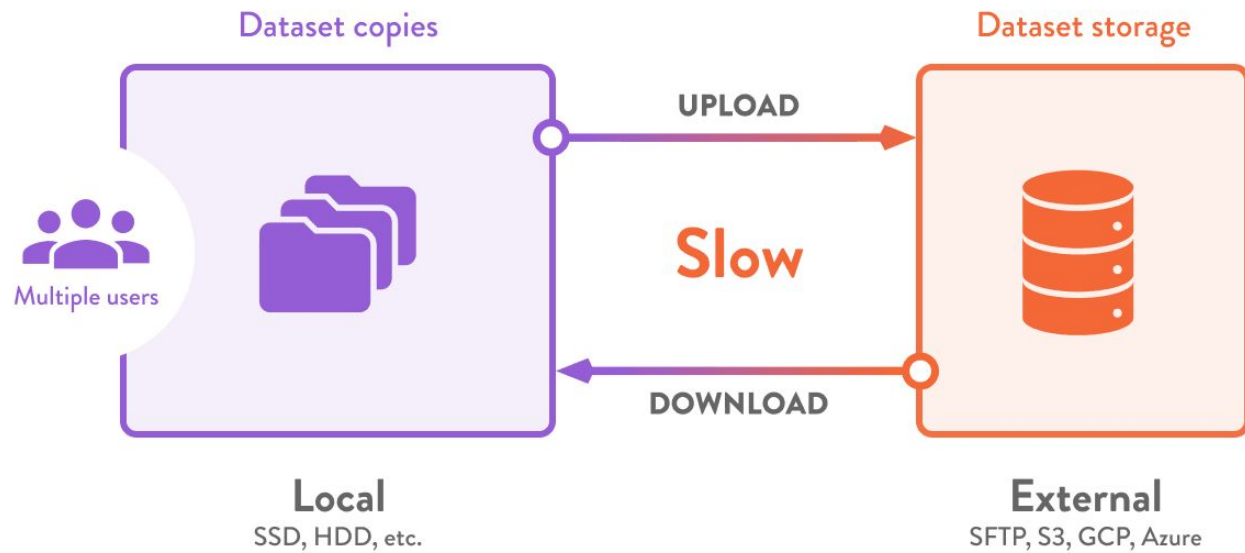 Dataset copies
Dataset storage
UPLOAD
Slow
Multiple users
DOWNLOAD
Local
SSD, HDD, etc.
External
SFTP, S3, GCP, Azure